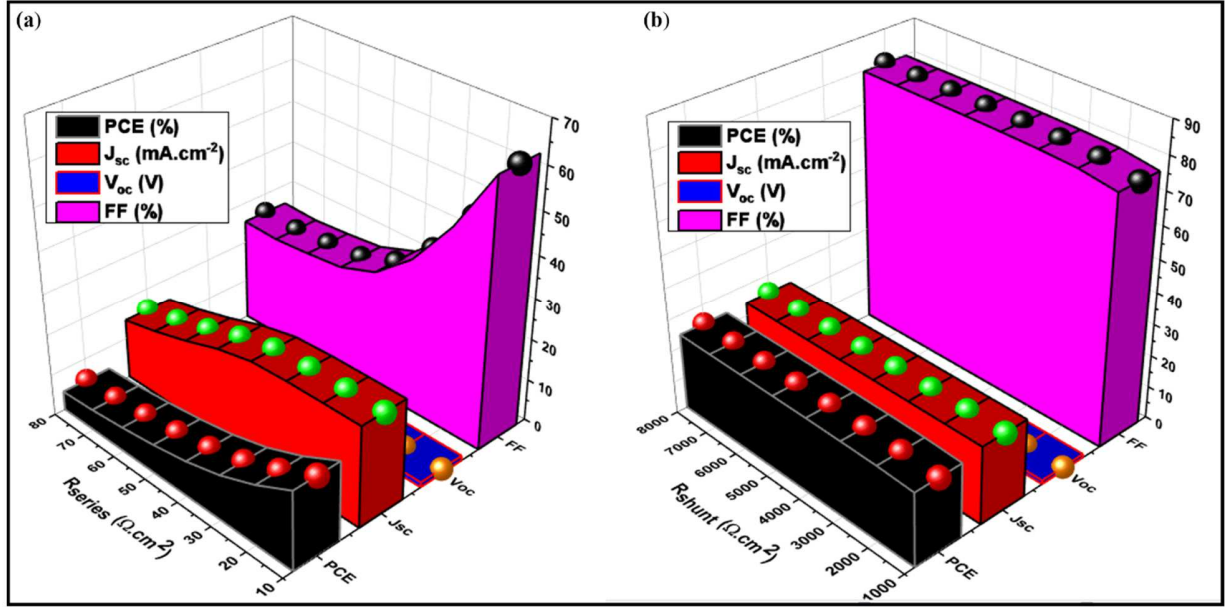 (a)
PCE (%)
Jsc (mA.cm-2)
Voc (V)
FF (%)
70
60
50
40
30
20
10
0
80
70
60
50
40
30
20
10
Rseries (Ω.cm2)
PCE
Jsc
Voc
FF
(b)
PCE (%)
Jsc (mA.cm-2)
Voc (V)
FF (%)
90
80
70
60
50
40
30
20
10
0
8000
7000
6000
5000
4000
3000
2000
1000
Rshunt (Ω.cm2)
PCE
Jsc
Voc
FF